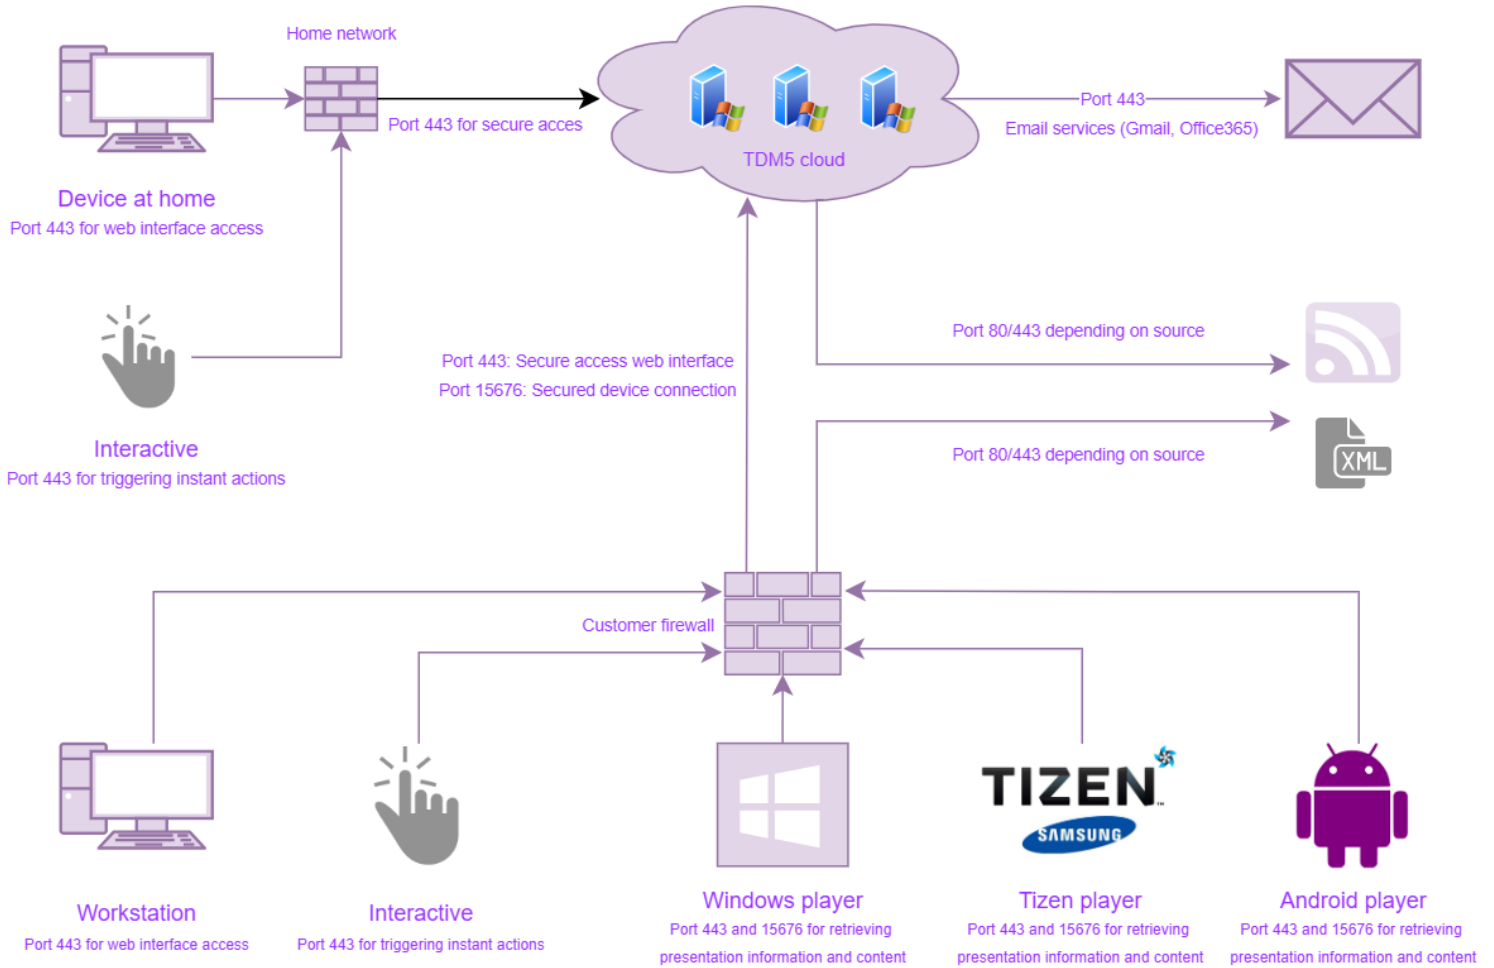 Home network
Port 443 for secure acces
TDM5 cloud
Port 443
Email services (Gmail, Office365)
Device at home
Port 443 for web interface access
Interactive
Port 443 for triggering instant actions
Port 443: Secure access web interface
Port 15676: Secured device connection
Port 80/443 depending on source
Port 80/443 depending on source
XML
Customer firewall
Workstation
Port 443 for web interface access
Interactive
Port 443 for triggering instant actions
Windows player
Port 443 and 15676 for retrieving
presentation information and content
TIZEN™
SAMSUNG
Tizen player
Port 443 and 15676 for retrieving
presentation information and content
Android player
Port 443 and 15676 for retrieving
presentation information and content